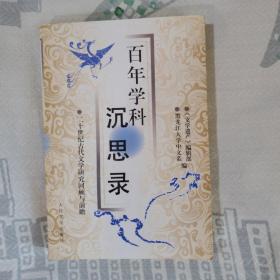 百年学科
沉思录
二十世纪古代文学研究回顾与前瞻
《文学遗产》编辑部
黑龙江大学中文系
编